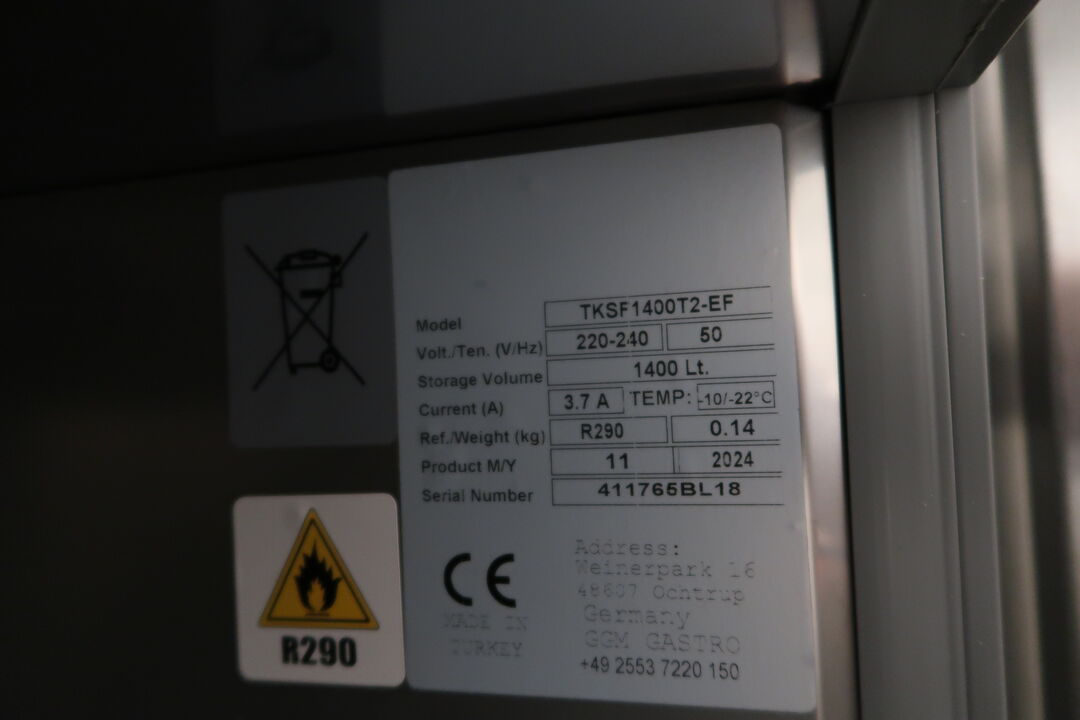 Model TKSF1400T2-EF
Volt./Ten. (V/Hz) 220-240 50
Storage Volume 1400 Lt.
Current (A) 3.7 A TEMP: -10/-22°C
Ref./Weight (kg) R290 0.14
Product M/Y 11 2024
Serial Number 411765BL18
Address:
Weinerpark 16
48607 Ochtrup
Germany
GGM GASTRO
+49 2553 7220 150
CE
MADE IN
TURKEY
R290